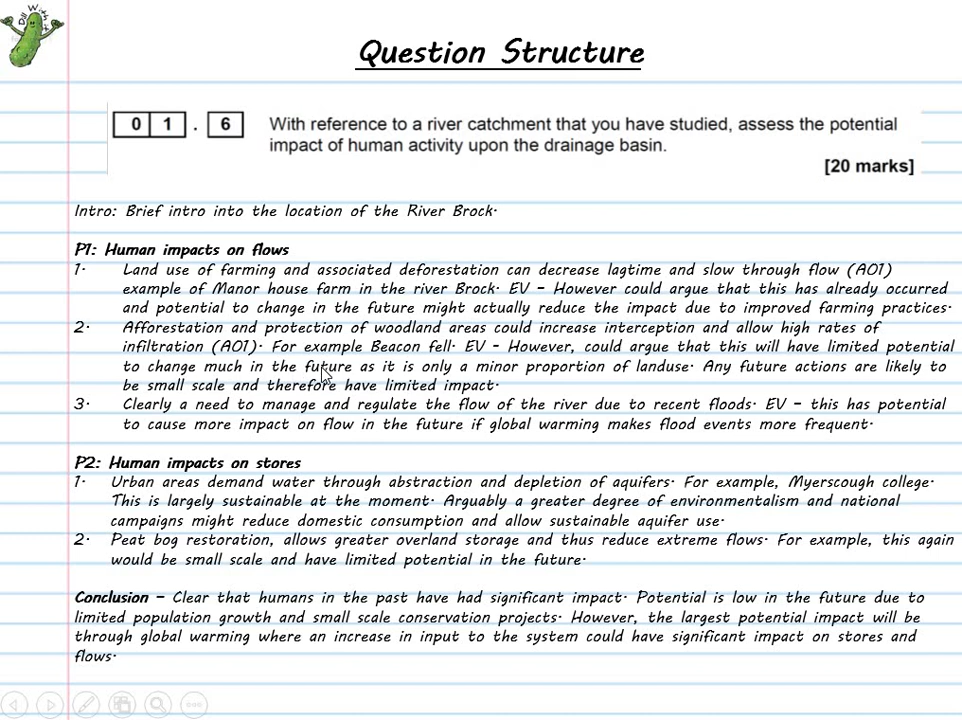 Dill With It
Question Structure
0 1 . 6 With reference to a river catchment that you have studied, assess the potential
impact of human activity upon the drainage basin.
[20 marks]
Intro: Brief intro into the location of the River Brock.
P1: Human impacts on flows
1. Land use of farming and associated deforestation can decrease lagtime and slow through flow (AO1)
example of Manor house farm in the river Brock. EV – However could argue that this has already occurred
and potential to change in the future might actually reduce the impact due to improved farming practices.
2. Afforestation and protection of woodland areas could increase interception and allow high rates of
infiltration (AO1). For example Beacon fell. EV - However, could argue that this will have limited potential
to change much in the future as it is only a minor proportion of landuse. Any future actions are likely to
be small scale and therefore have limited impact.
3. Clearly a need to manage and regulate the flow of the river due to recent floods. EV – this has potential
to cause more impact on flow in the future if global warming makes flood events more frequent.
P2: Human impacts on stores
1. Urban areas demand water through abstraction and depletion of aquifers. For example, Myerscough college.
This is largely sustainable at the moment. Arguably a greater degree of environmentalism and national
campaigns might reduce domestic consumption and allow sustainable aquifer use.
2. Peat bog restoration, allows greater overland storage and thus reduce extreme flows. For example, this again
would be small scale and have limited potential in the future.
Conclusion – Clear that humans in the past have had significant impact. Potential is low in the future due to
limited population growth and small scale conservation projects. However, the largest potential impact will be
through global warming where an increase in input to the system could have significant impact on stores and
flows.